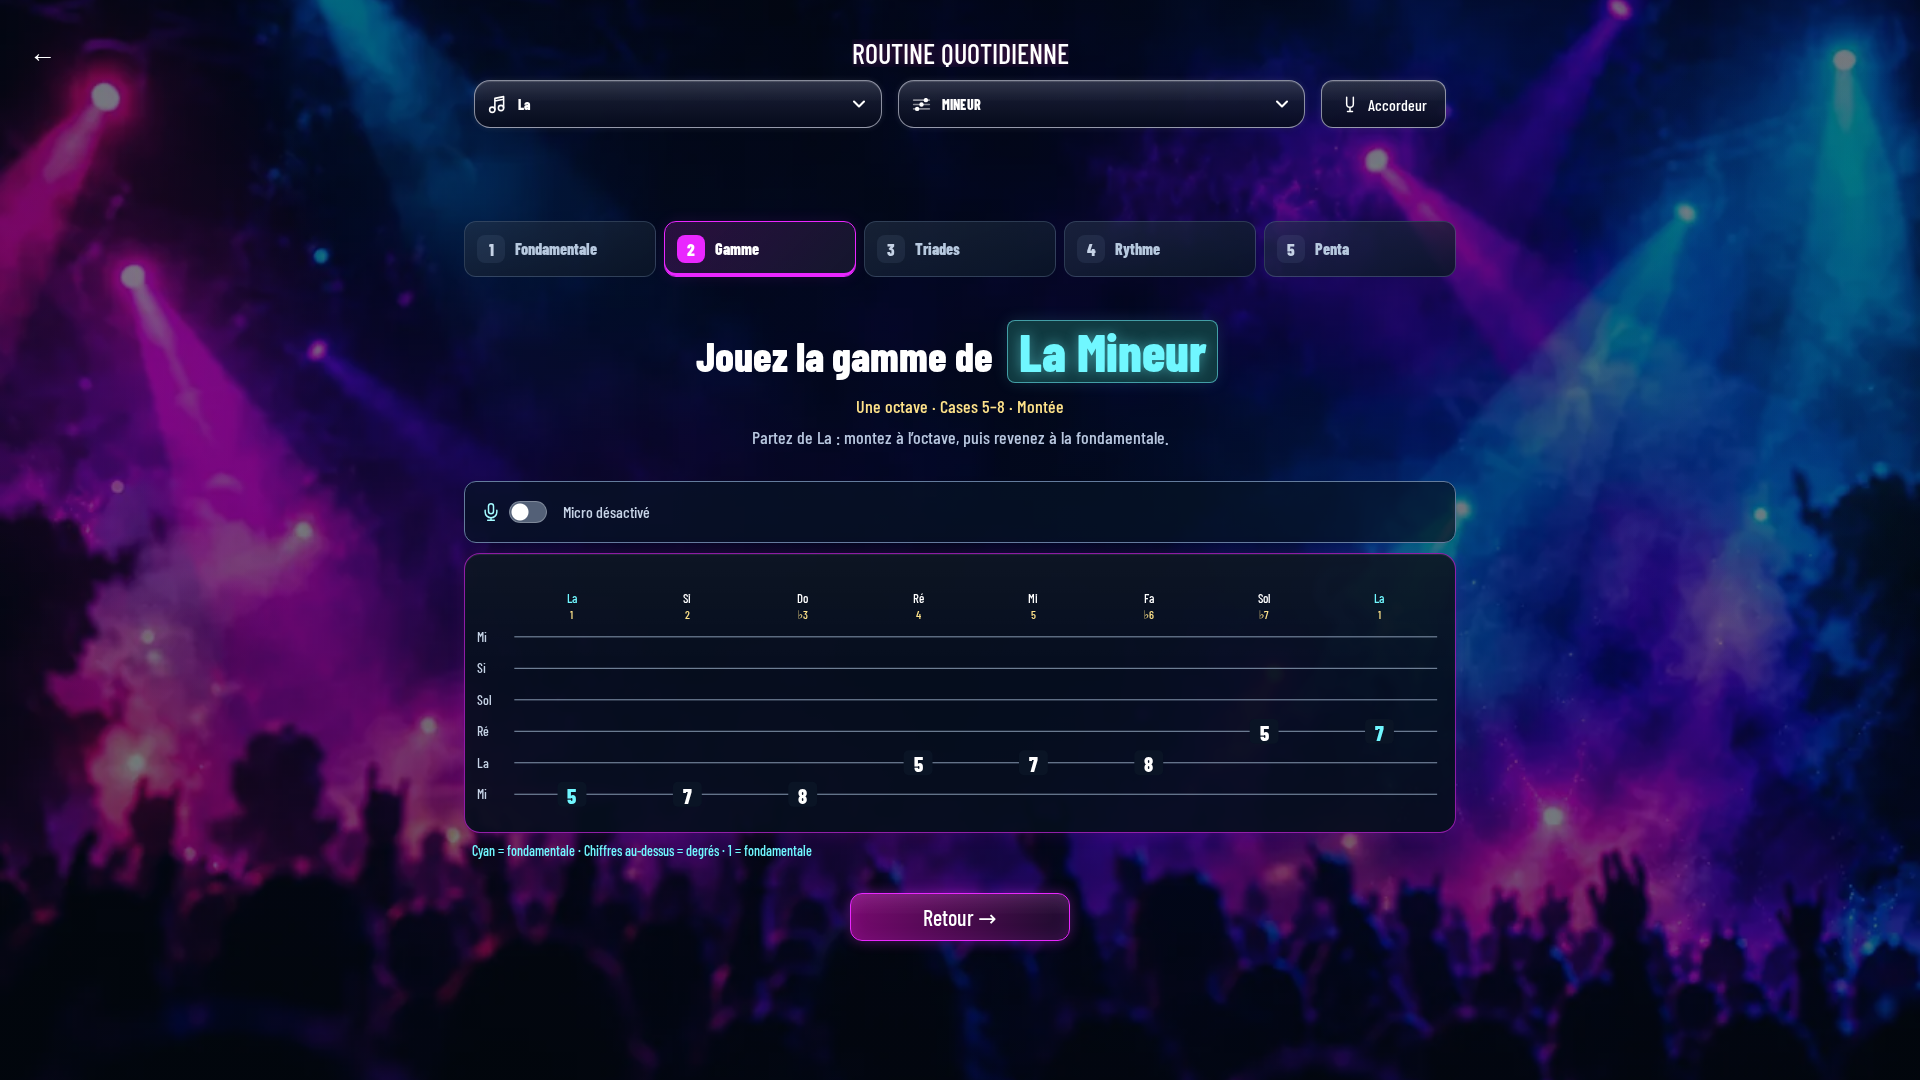 ←
ROUTINE QUOTIDIENNE
La
MINEUR
Accordeur
1 Fondamentale
2 Gamme
3 Triades
4 Rythme
5 Penta
Jouez la gamme de La Mineur
Une octave · Cases 5–8 · Montée
Partez de La : montez à l'octave, puis revenez à la fondamentale.
Micro désactivé
La Si Do Ré Mi Fa Sol La
1 2 ♭3 4 5 ♭6 ♭7 1
Mi
Si
Sol
Ré 5 7
La 5 7 8
Mi 5 7 8
Cyan = fondamentale · Chiffres au-dessus = degrés · 1 = fondamentale
Retour →